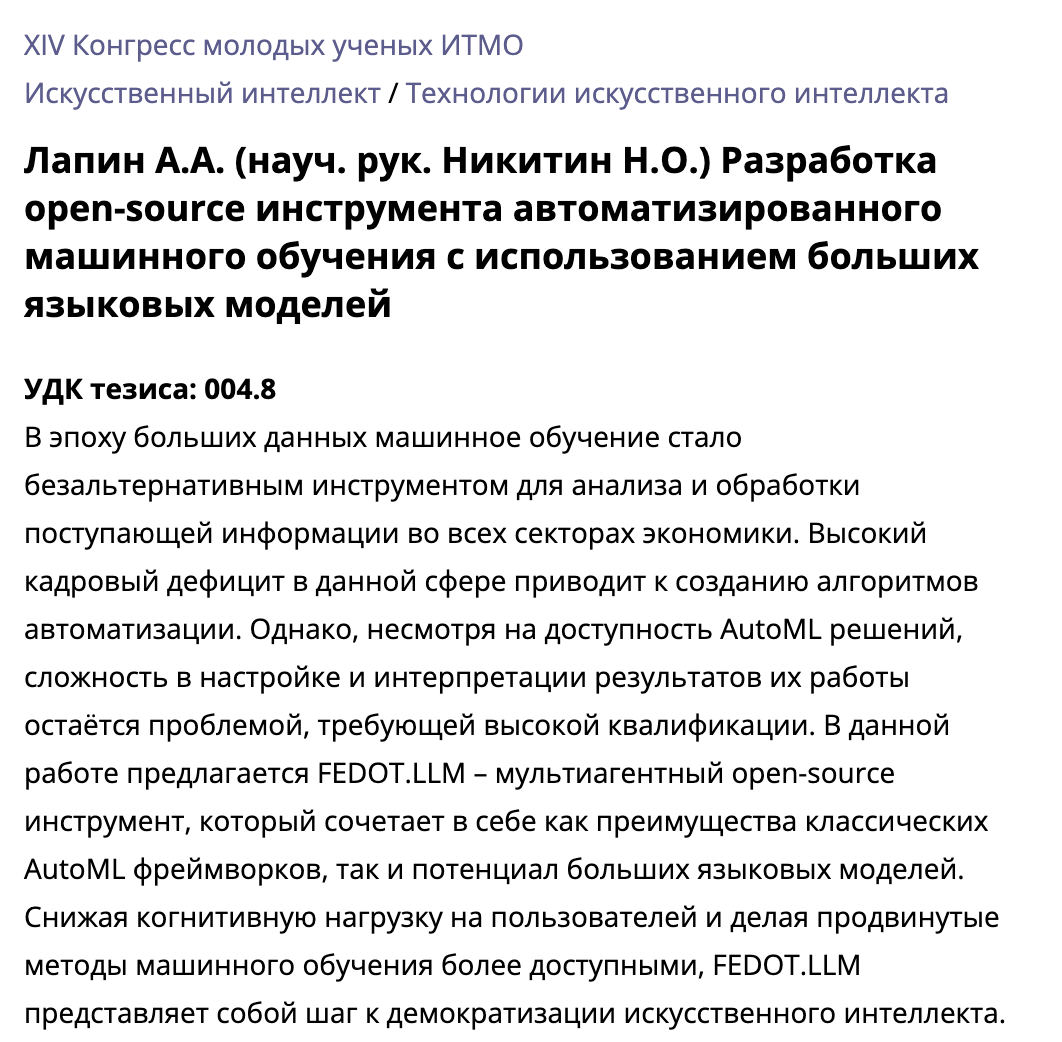 XIV Конгресс молодых ученых ИТМО
Искусственный интеллект / Технологии искусственного интеллекта
Лапин А.А. (науч. рук. Никитин Н.О.) Разработка
open-source инструмента автоматизированного
машинного обучения с использованием больших
языковых моделей
УДК тезиса: 004.8
В эпоху больших данных машинное обучение стало
безальтернативным инструментом для анализа и обработки
поступающей информации во всех секторах экономики. Высокий
кадровый дефицит в данной сфере приводит к созданию алгоритмов
автоматизации. Однако, несмотря на доступность AutoML решений,
сложность в настройке и интерпретации результатов их работы
остаётся проблемой, требующей высокой квалификации. В данной
работе предлагается FEDOT.LLM – мультиагентный open-source
инструмент, который сочетает в себе как преимущества классических
AutoML фреймворков, так и потенциал больших языковых моделей.
Снижая когнитивную нагрузку на пользователей и делая продвинутые
методы машинного обучения более доступными, FEDOT.LLM
представляет собой шаг к демократизации искусственного интеллекта.